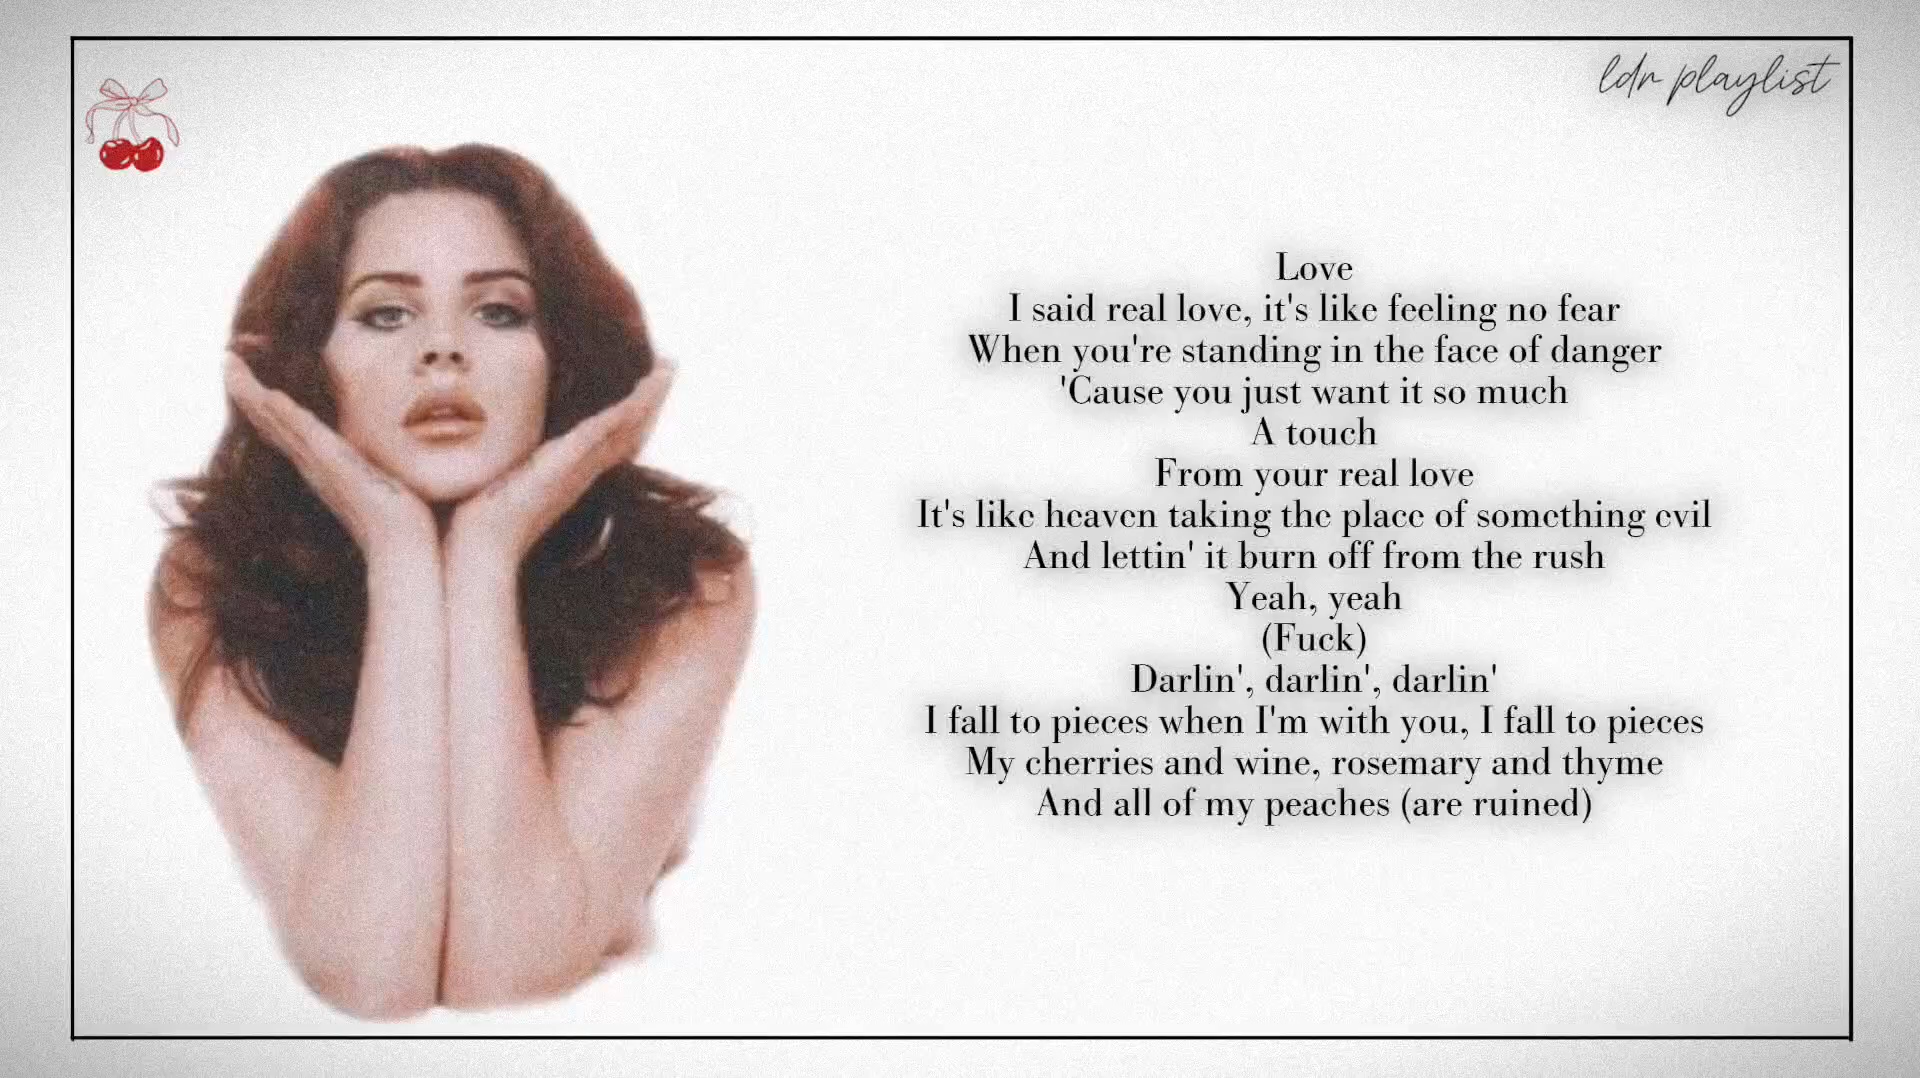 ldr playlist
Love
I said real love, it's like feeling no fear
When you're standing in the face of danger
'Cause you just want it so much
A touch
From your real love
It's like heaven taking the place of something evil
And lettin' it burn off from the rush
Yeah, yeah
(Fuck)
Darlin', darlin', darlin'
I fall to pieces when I'm with you, I fall to pieces
My cherries and wine, rosemary and thyme
And all of my peaches (are ruined)